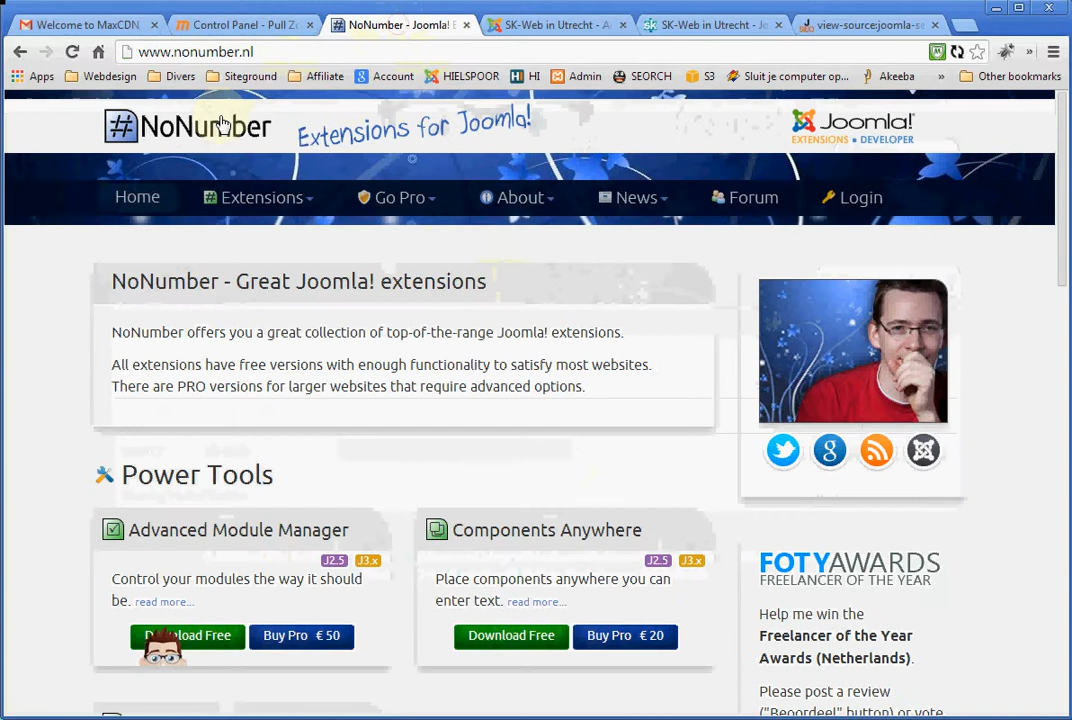 Welcome to MaxCDN,
Control Panel - Pull Zo
NoNumber - Joomla! E
SK-Web in Utrecht - A
SK-Web in Utrecht - Jo
view-source:joomla-se
www.nonumber.nl
Apps
Webdesign
Divers
Siteground
Affiliate
Account
HIELSPOOR
HI
Admin
SEORCH
S3
Sluit je computer op...
Akeeba
»
Other bookmarks
NoNumber
Extensions for Joomla!
Joomla!
EXTENSIONS • DEVELOPER
Home
Extensions
Go Pro
About
News
Forum
Login
NoNumber - Great Joomla! extensions
NoNumber offers you a great collection of top-of-the-range Joomla! extensions.
All extensions have free versions with enough functionality to satisfy most websites.
There are PRO versions for larger websites that require advanced options.
Power Tools
Advanced Module Manager
J2.5 J3.x
Control your modules the way it should
be. read more...
Download Free
Buy Pro € 50
Components Anywhere
J2.5 J3.x
Place components anywhere you can
enter text. read more...
Download Free
Buy Pro € 20
FOTYAWARDS
FREELANCER OF THE YEAR
Help me win the
Freelancer of the Year
Awards (Netherlands).
Please post a review
("Beoordeel" button) or vote